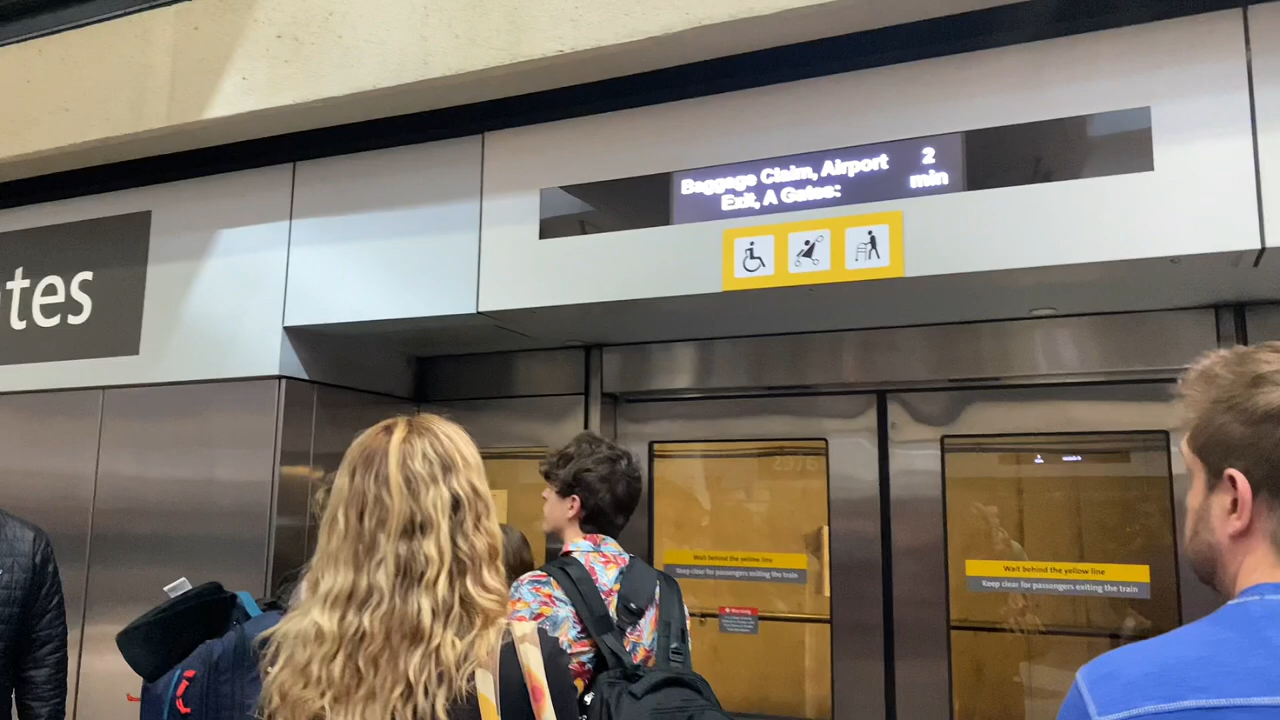 tes
Baggage Claim, Airport
Exit, A Gates:
2
min
Wait behind the yellow line
Keep clear for passengers exiting the train
Wait behind the yellow line
Keep clear for passengers exiting the train